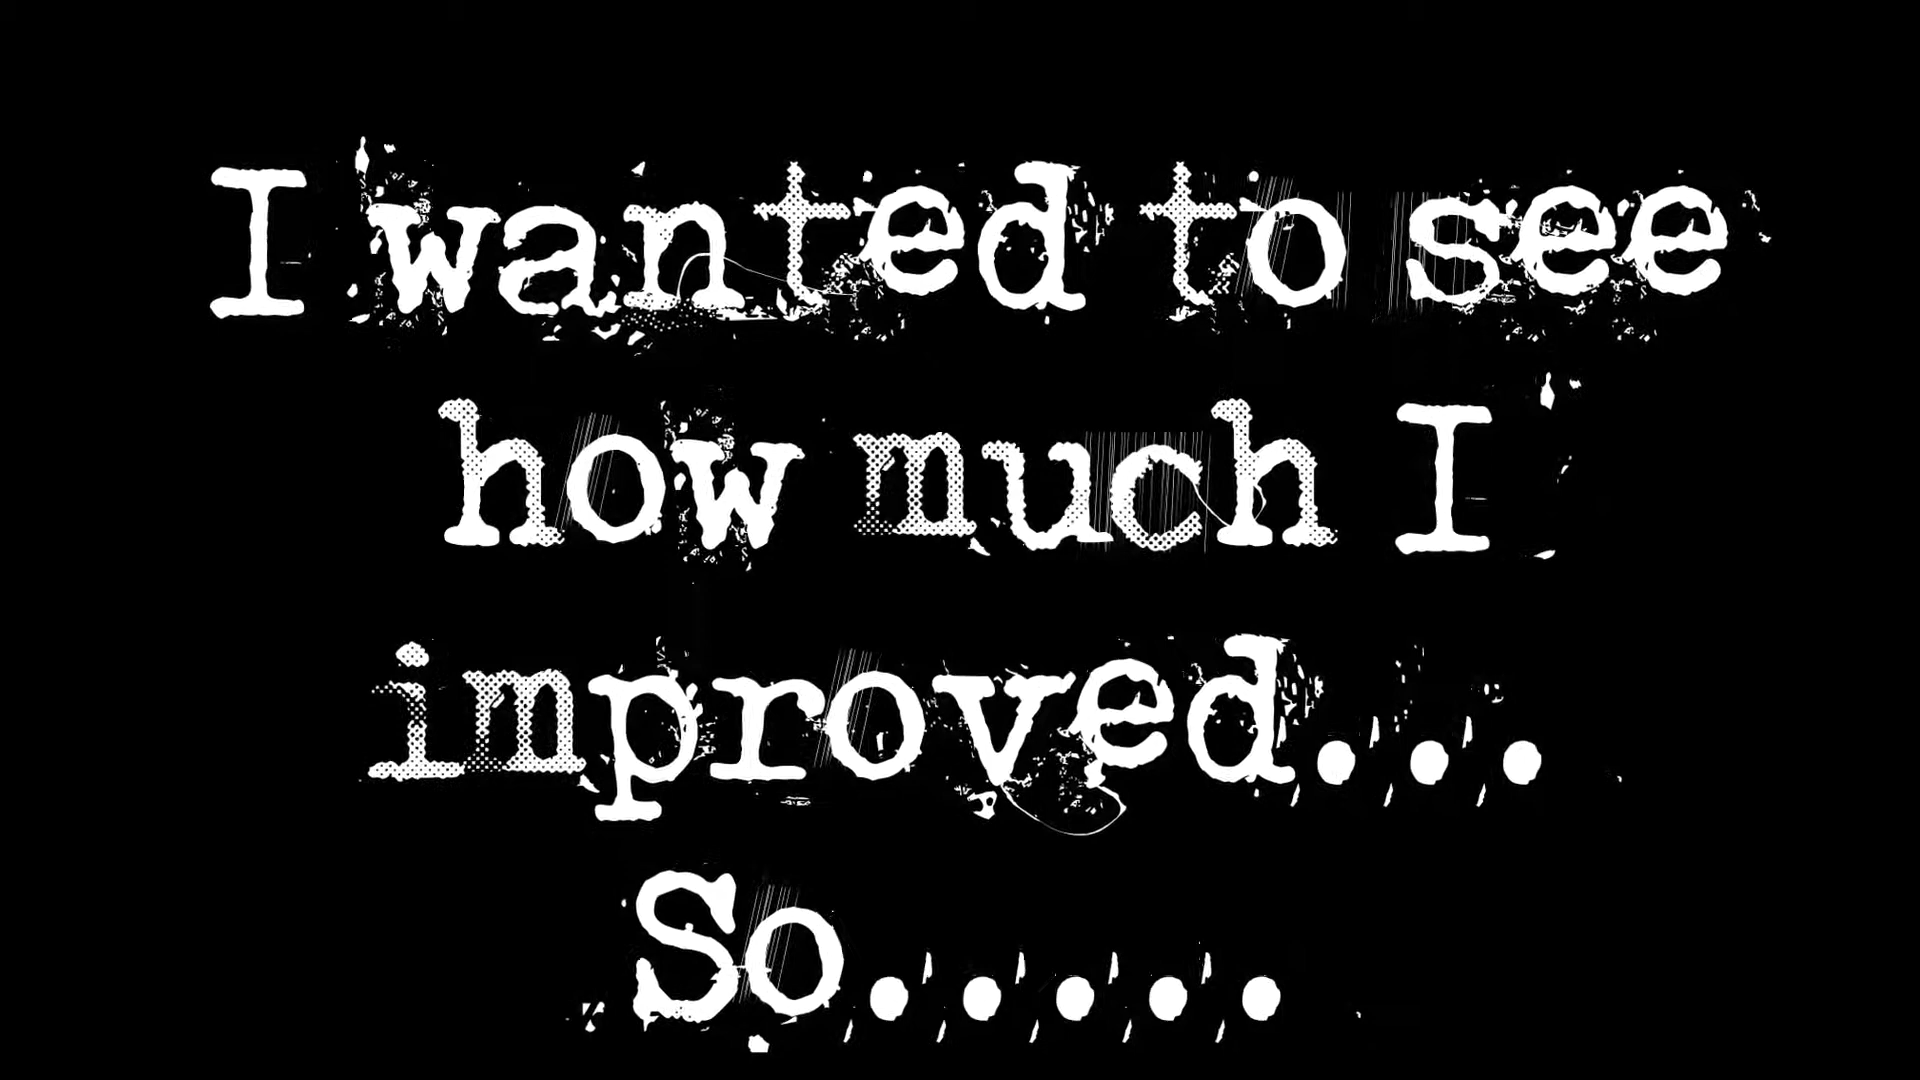 I wanted to see
how much I
improved...
So.....